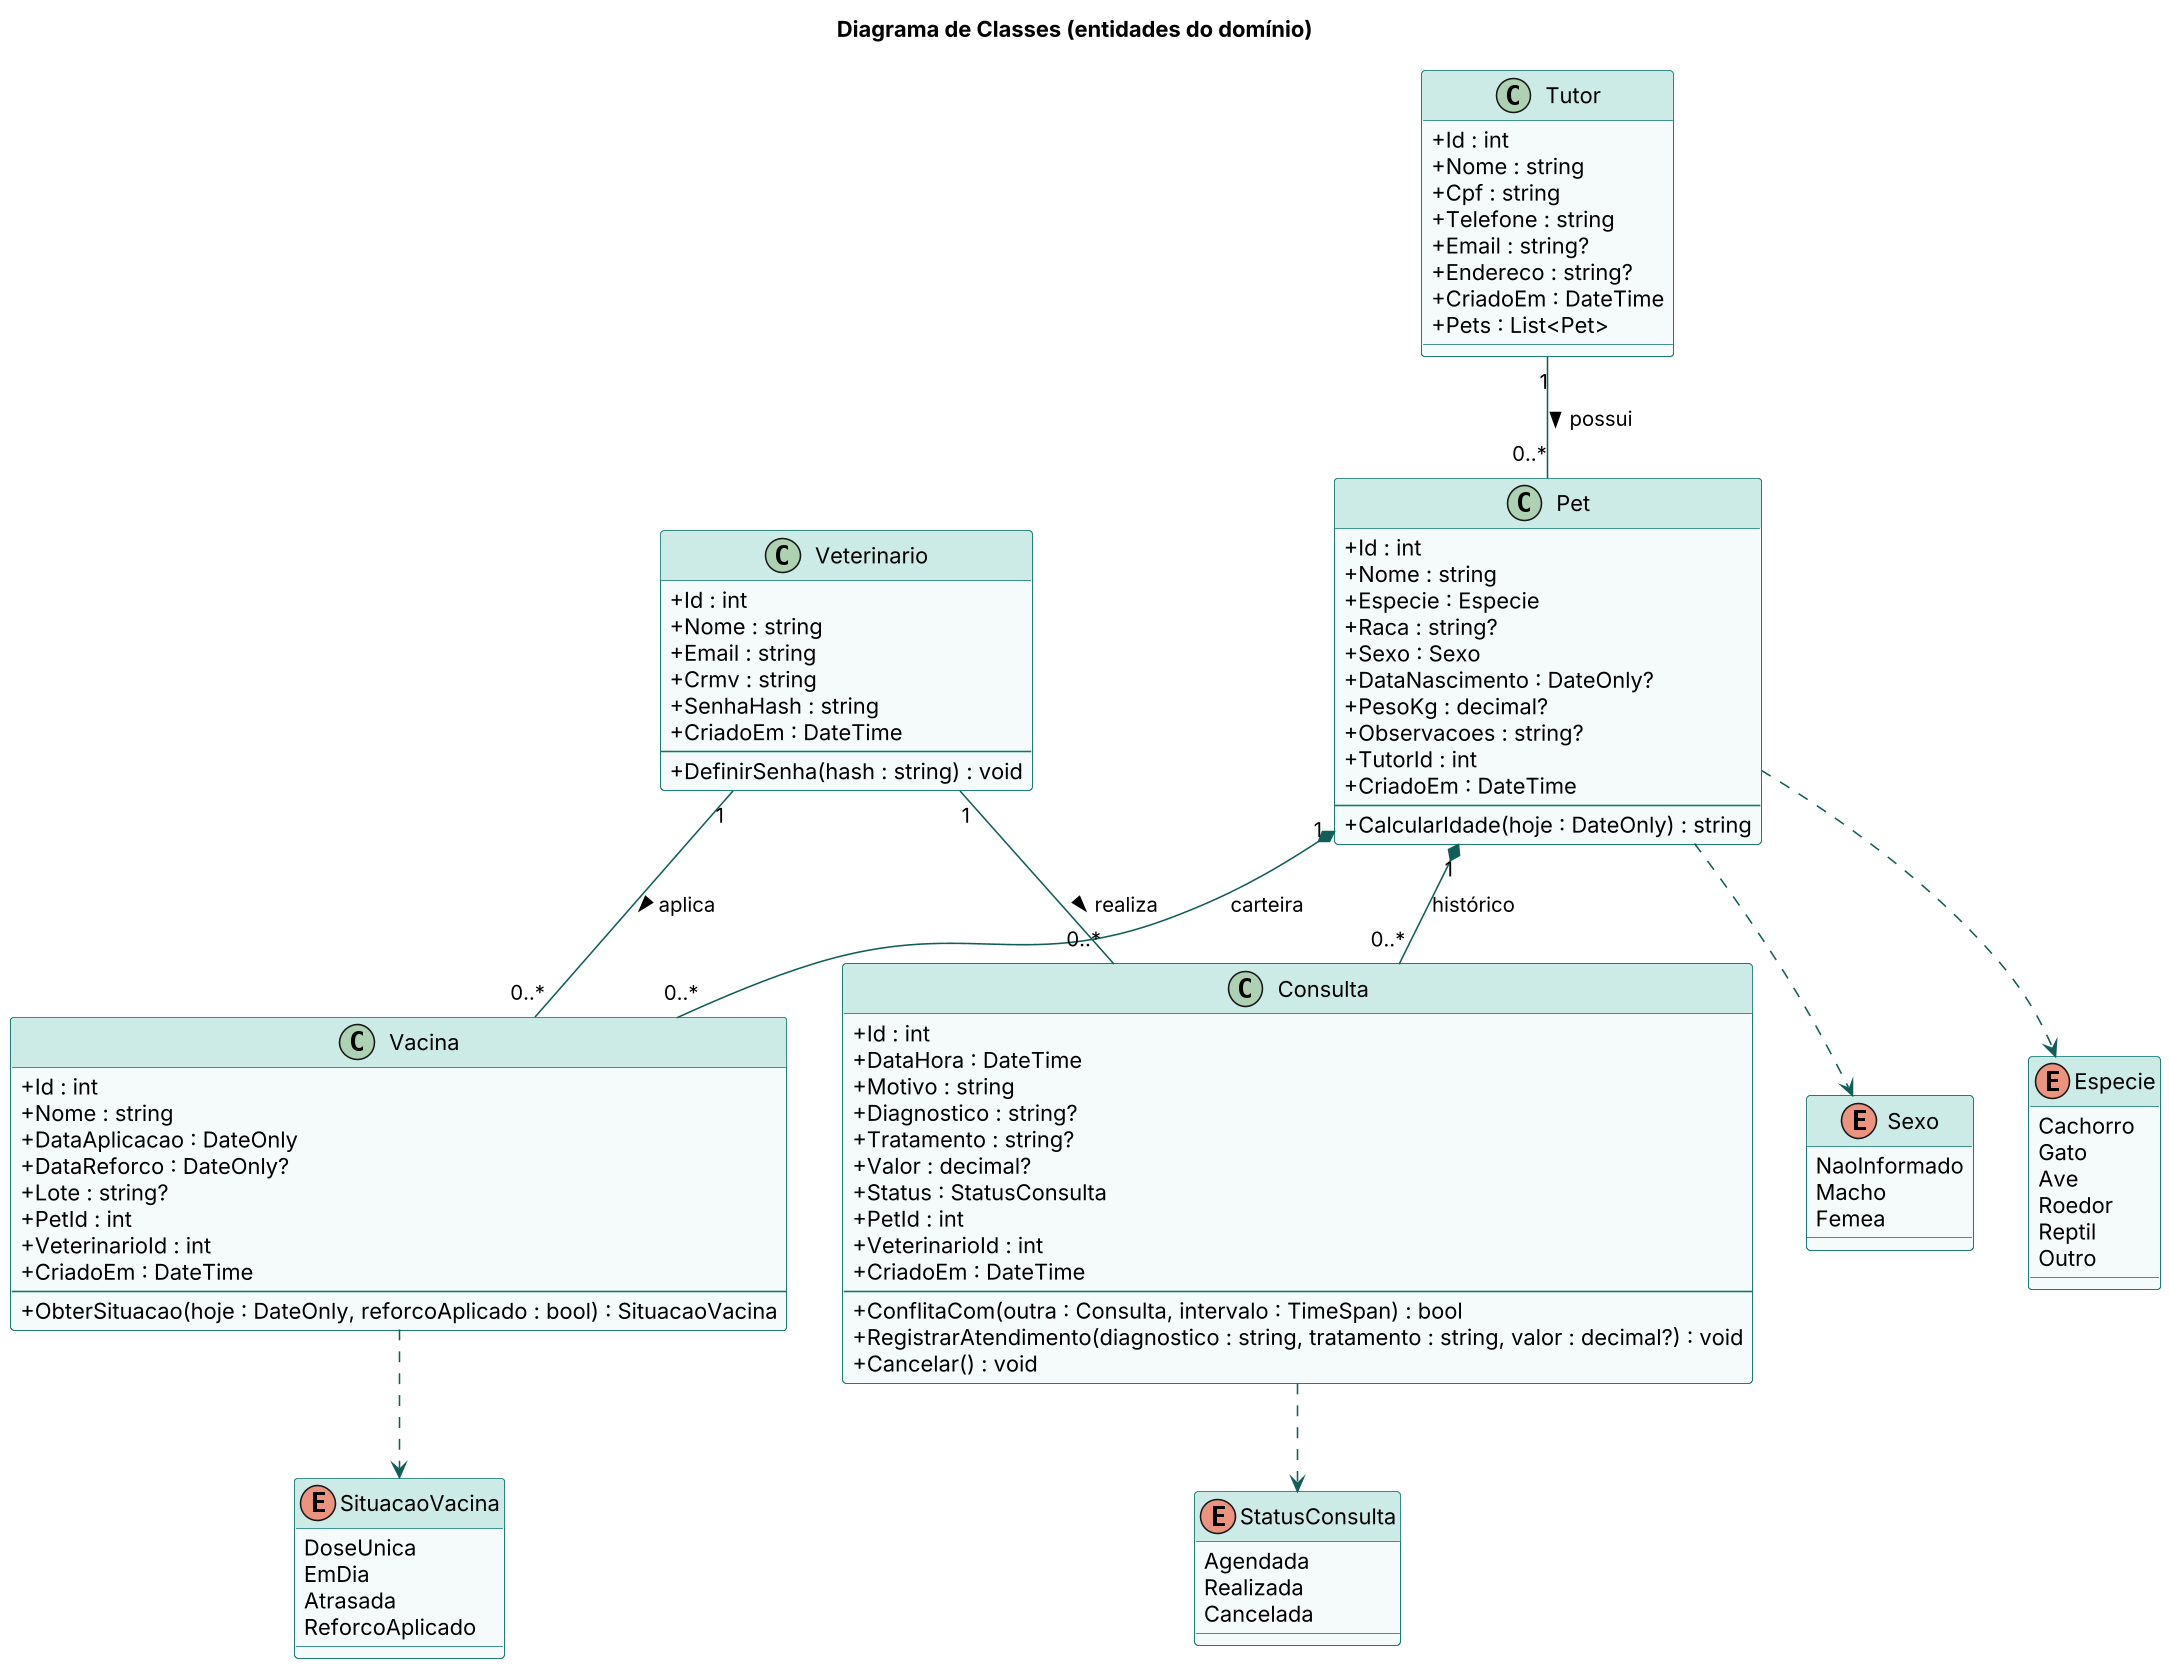 Diagrama de Classes (entidades do domínio)
C Tutor
+Id : int
+Nome : string
+Cpf : string
+Telefone : string
+Email : string?
+Endereco : string?
+CriadoEm : DateTime
+Pets : List<Pet>
1
possui
0..*
C Pet
+Id : int
+Nome : string
+Especie : Especie
+Raca : string?
+Sexo : Sexo
+DataNascimento : DateOnly?
+PesoKg : decimal?
+Observacoes : string?
+TutorId : int
+CriadoEm : DateTime
+CalcularIdade(hoje : DateOnly) : string
C Veterinario
+Id : int
+Nome : string
+Email : string
+Crmv : string
+SenhaHash : string
+CriadoEm : DateTime
+DefinirSenha(hash : string) : void
1
aplica
0..*
1
realiza
0..*
1
carteira
0..*
1
histórico
0..*
C Vacina
+Id : int
+Nome : string
+DataAplicacao : DateOnly
+DataReforco : DateOnly?
+Lote : string?
+PetId : int
+VeterinarioId : int
+CriadoEm : DateTime
+ObterSituacao(hoje : DateOnly, reforcoAplicado : bool) : SituacaoVacina
C Consulta
+Id : int
+DataHora : DateTime
+Motivo : string
+Diagnostico : string?
+Tratamento : string?
+Valor : decimal?
+Status : StatusConsulta
+PetId : int
+VeterinarioId : int
+CriadoEm : DateTime
+ConflitaCom(outra : Consulta, intervalo : TimeSpan) : bool
+RegistrarAtendimento(diagnostico : string, tratamento : string, valor : decimal?) : void
+Cancelar() : void
E Sexo
NaoInformado
Macho
Femea
E Especie
Cachorro
Gato
Ave
Roedor
Reptil
Outro
E SituacaoVacina
DoseUnica
EmDia
Atrasada
ReforcoAplicado
E StatusConsulta
Agendada
Realizada
Cancelada